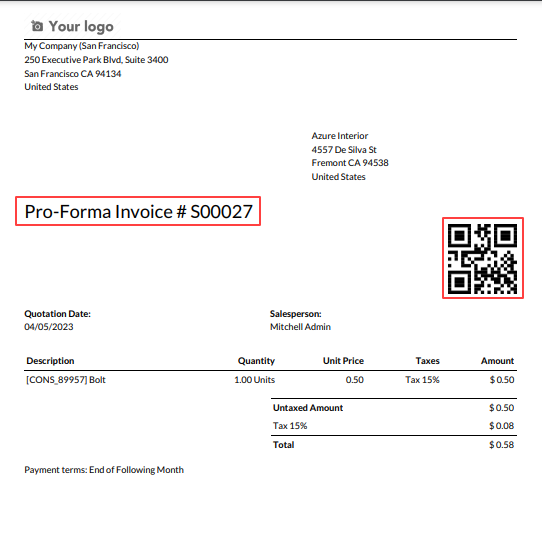 Your logo
My Company (San Francisco)
250 Executive Park Blvd, Suite 3400
San Francisco CA 94134
United States
Azure Interior
4557 De Silva St
Fremont CA 94538
United States
Pro-Forma Invoice # S00027
Quotation Date: Salesperson:
04/05/2023 Mitchell Admin
Description Quantity Unit Price Taxes Amount
[CONS_89957] Bolt 1.00 Units 0.50 Tax 15% $ 0.50
Untaxed Amount $ 0.50
Tax 15% $ 0.08
Total $ 0.58
Payment terms: End of Following Month